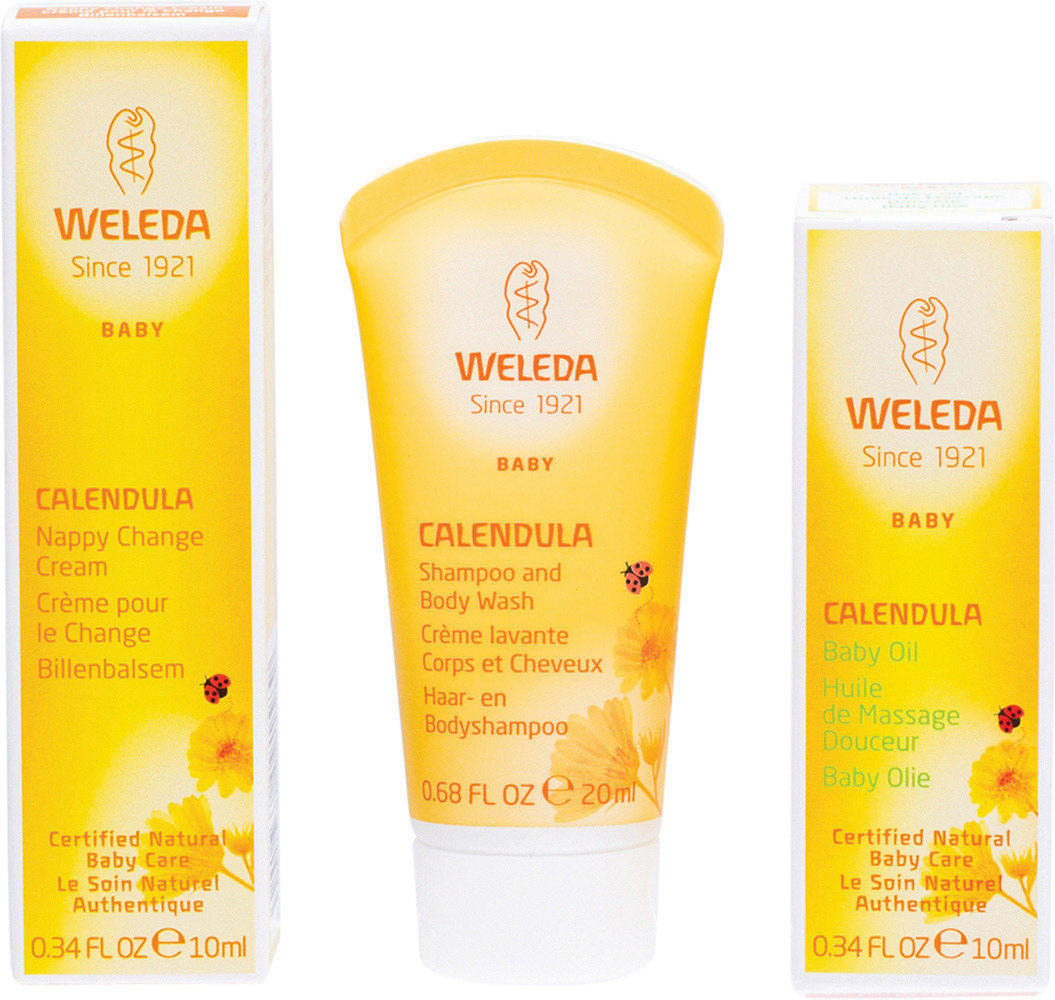 Billenbalsem
WELEDA
Since 1921
BABY
CALENDULA
Nappy Change
Cream
Crème pour
le Change
Billenbalsem
Certified Natural
Baby Care
Le Soin Naturel
Authentique
0.34 FL OZ e 10ml
WELEDA
Since 1921
BABY
CALENDULA
Shampoo and
Body Wash
Crème lavante
Corps et Cheveux
Haar- en
Bodyshampoo
0.68 FL OZ e 20ml
Baby Olie
WELEDA
Since 1921
BABY
CALENDULA
Baby Oil
Huile
de Massage
Douceur
Baby Olie
Certified Natural
Baby Care
Le Soin Naturel
Authentique
0.34 FL OZ e 10ml